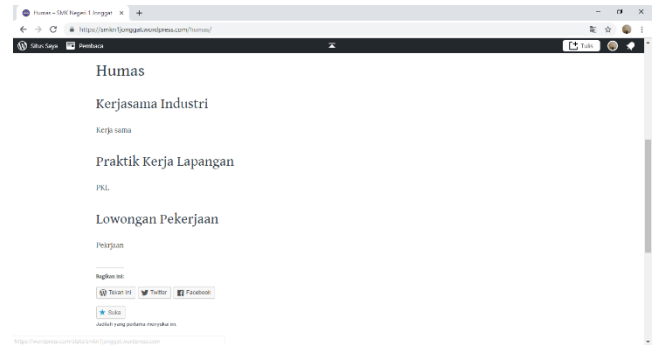 Humas – SMK Negeri 1 Jonggat
https://smkn1jonggat.wordpress.com/humas/
Situs Saya Pembaca Tulis
Humas
Kerjasama Industri
Kerja sama
Praktik Kerja Lapangan
PKL
Lowongan Pekerjaan
Pekerjaan
Bagikan ini:
Tekan Ini Twitter Facebook
Suka
Jadilah yang pertama menyukai ini.